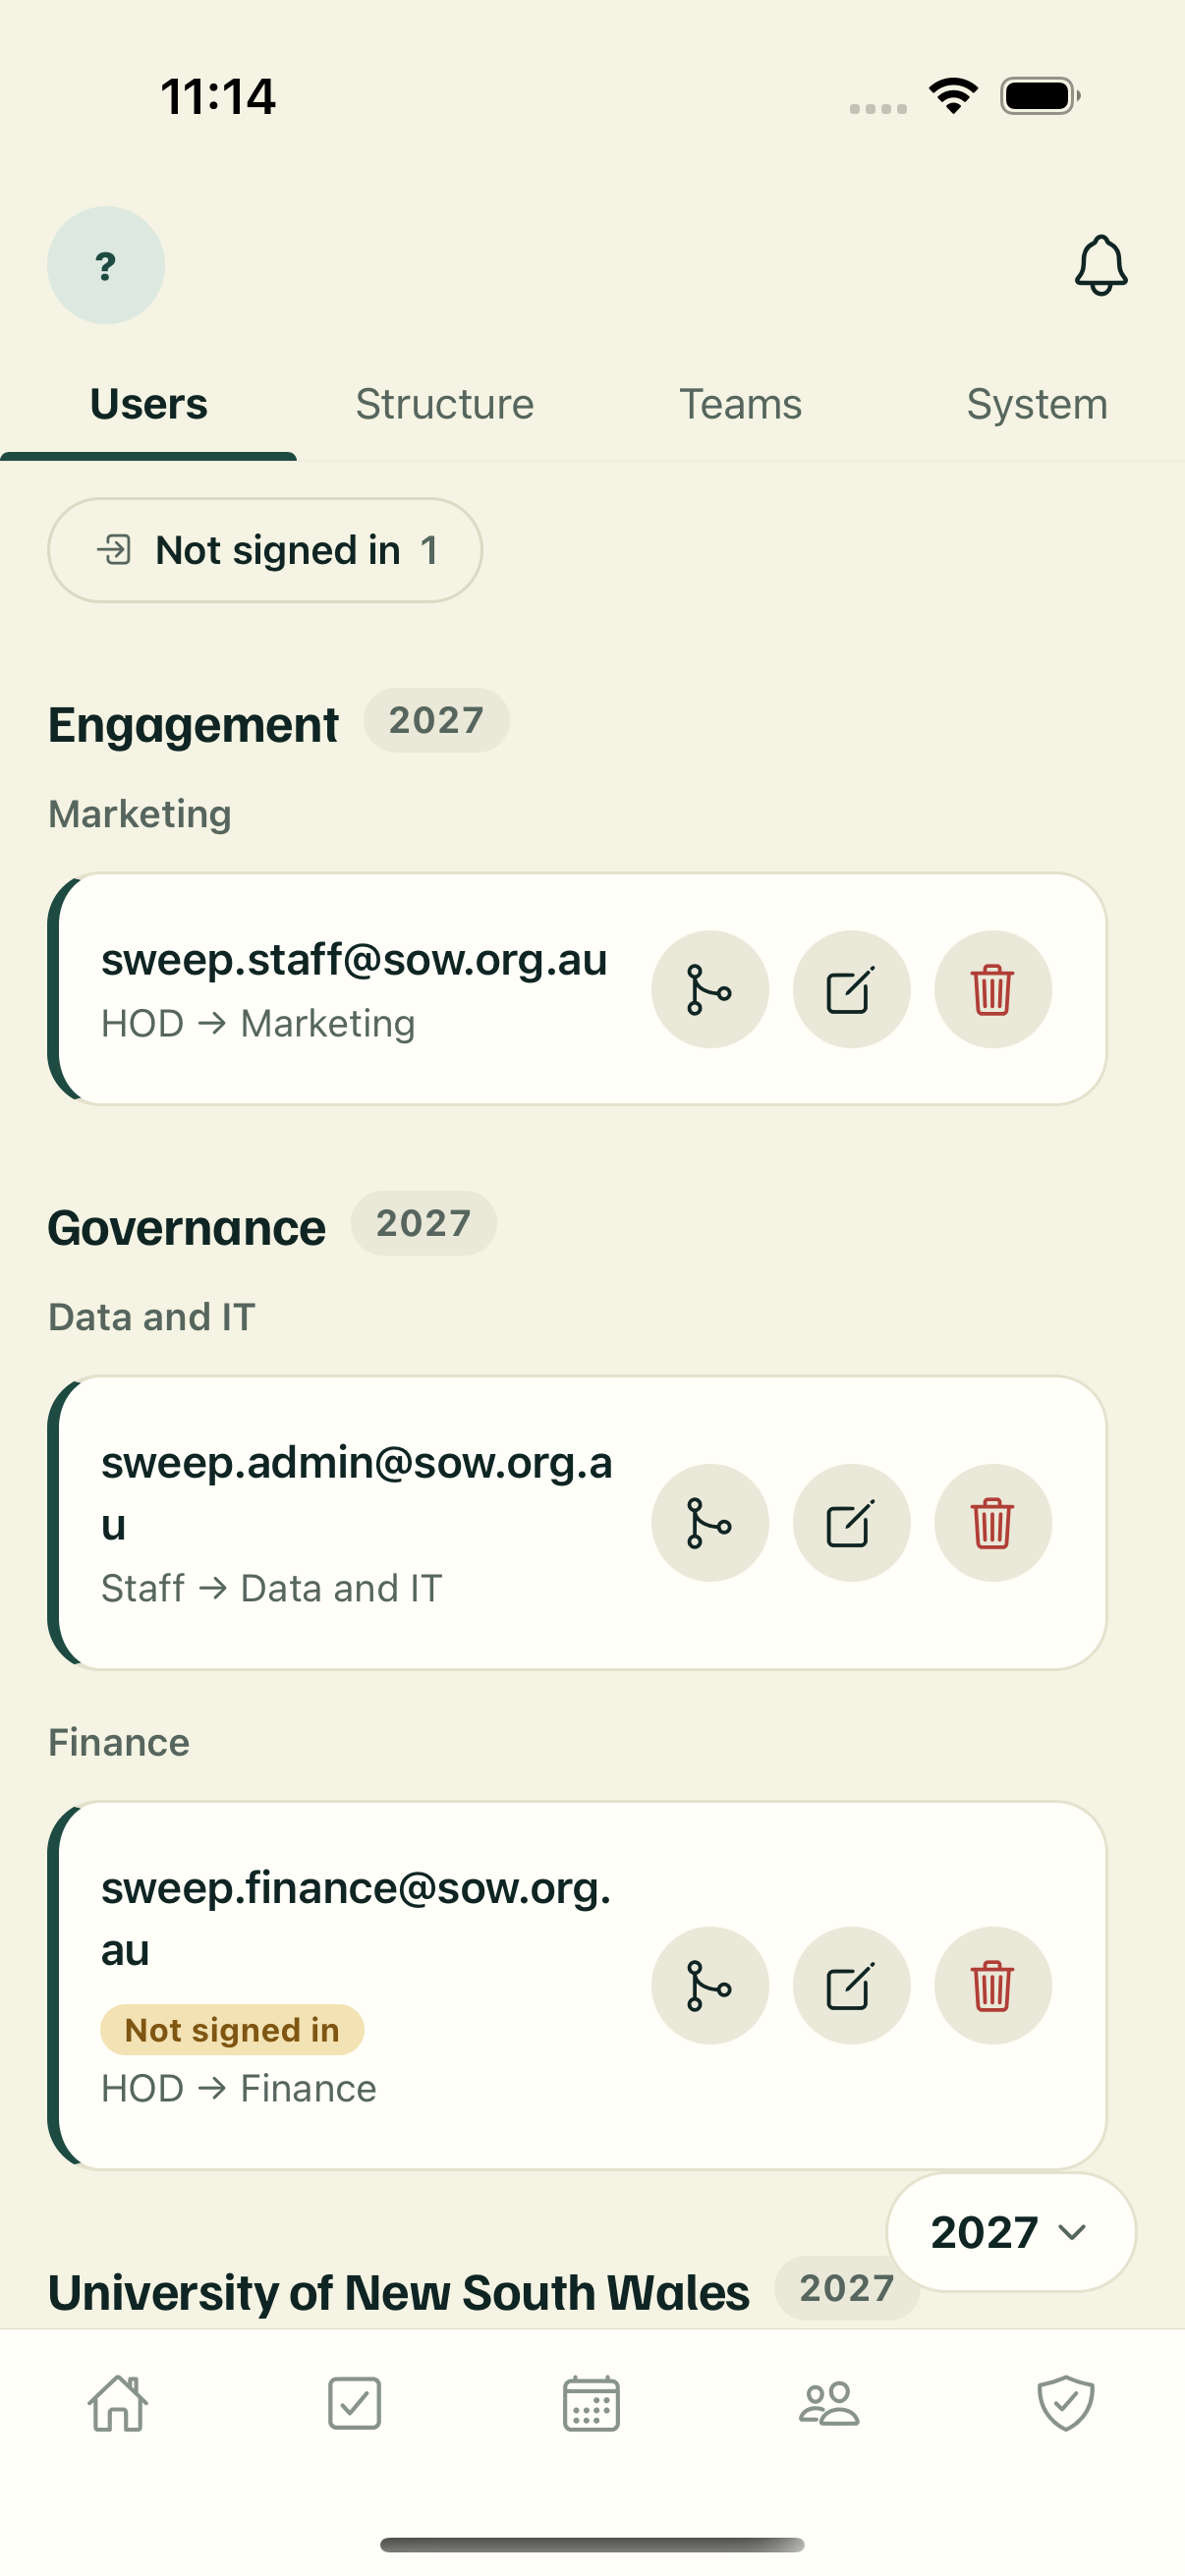 11:14
?
Users Structure Teams System
Not signed in 1
Engagement 2027
Marketing
sweep.staff@sow.org.au
HOD → Marketing
Governance 2027
Data and IT
sweep.admin@sow.org.a
u
Staff → Data and IT
Finance
sweep.finance@sow.org.
au
Not signed in
HOD → Finance
2027
University of New South Wales 2027